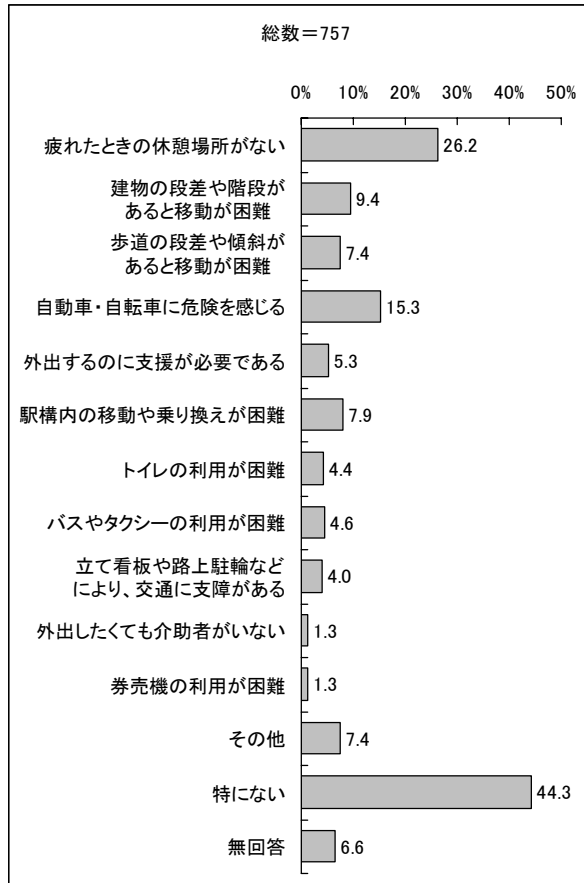 総数＝757
0% 10% 20% 30% 40% 50%
疲れたときの休憩場所がない 26.2
建物の段差や階段が
あると移動が困難 9.4
歩道の段差や傾斜が
あると移動が困難 7.4
自動車・自転車に危険を感じる 15.3
外出するのに支援が必要である 5.3
駅構内の移動や乗り換えが困難 7.9
トイレの利用が困難 4.4
バスやタクシーの利用が困難 4.6
立て看板や路上駐輪など
により、交通に支障がある 4.0
外出したくても介助者がいない 1.3
券売機の利用が困難 1.3
その他 7.4
特にない 44.3
無回答 6.6